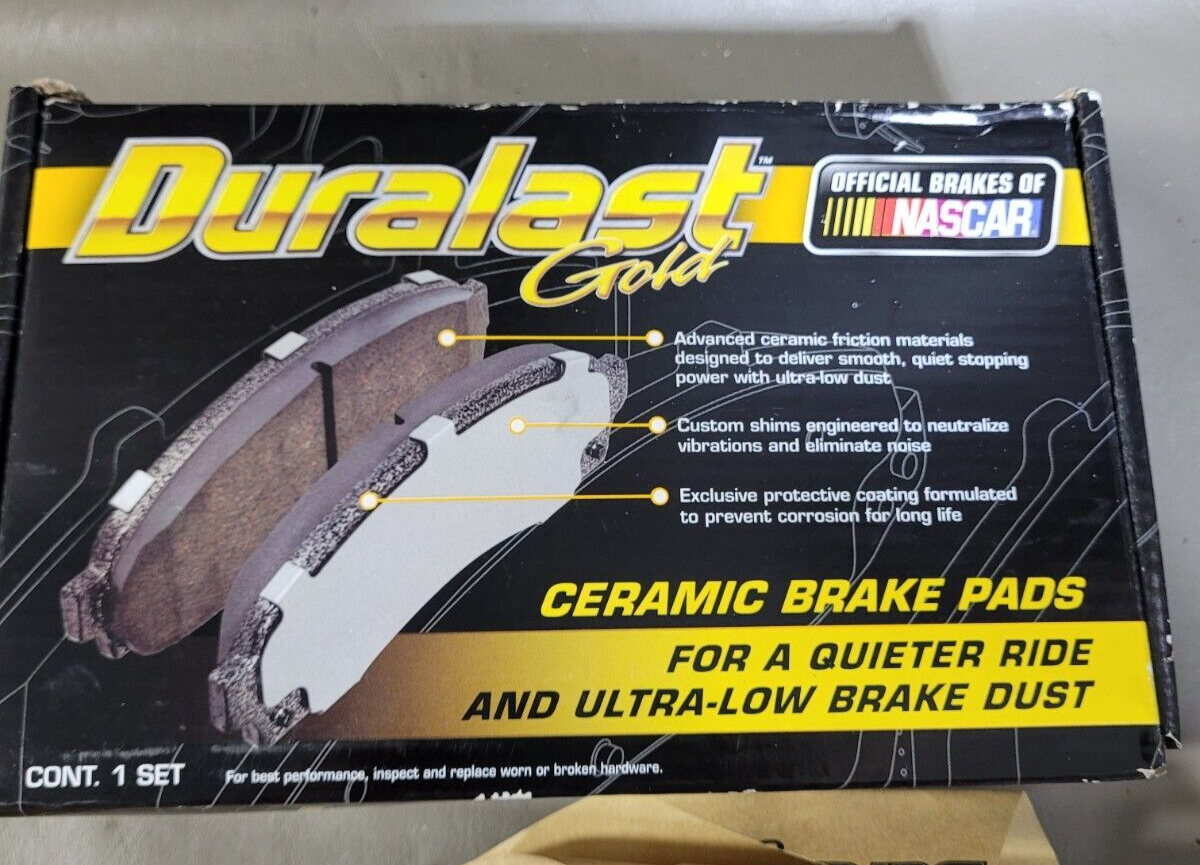 Duralast™
Gold
OFFICIAL BRAKES OF
NASCAR
Advanced ceramic friction materials
designed to deliver smooth, quiet stopping
power with ultra-low dust
Custom shims engineered to neutralize
vibrations and eliminate noise
Exclusive protective coating formulated
to prevent corrosion for long life
CERAMIC BRAKE PADS
FOR A QUIETER RIDE
AND ULTRA-LOW BRAKE DUST
CONT. 1 SET
For best performance, inspect and replace worn or broken hardware.